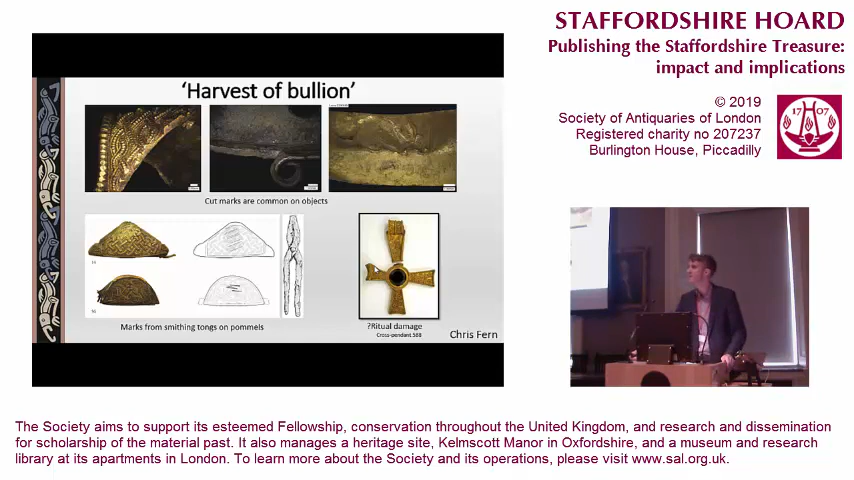 STAFFORDSHIRE HOARD
Publishing the Staffordshire Treasure:
impact and implications
© 2019
Society of Antiquaries of London
Registered charity no 207237
Burlington House, Piccadilly
17 07
'Harvest of bullion'
Cut marks are common on objects
Marks from smithing tongs on pommels
?Ritual damage
Cross-pendant 588
Chris Fern
The Society aims to support its esteemed Fellowship, conservation throughout the United Kingdom, and research and dissemination
for scholarship of the material past. It also manages a heritage site, Kelmscott Manor in Oxfordshire, and a museum and research
library at its apartments in London. To learn more about the Society and its operations, please visit www.sal.org.uk.